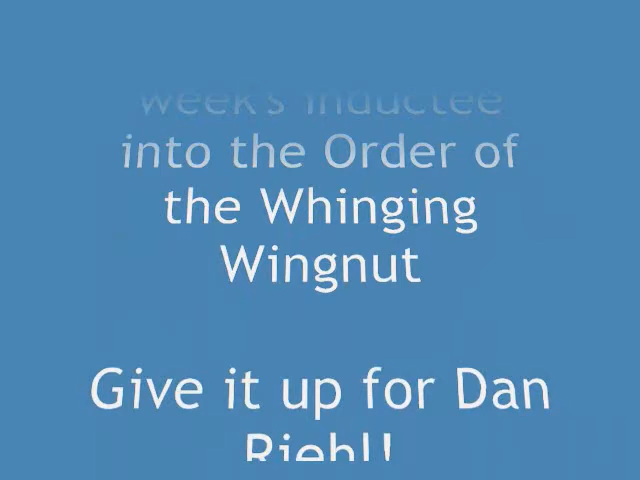 week's inductee
into the Order of
the Whinging
Wingnut
Give it up for Dan
Riehl!